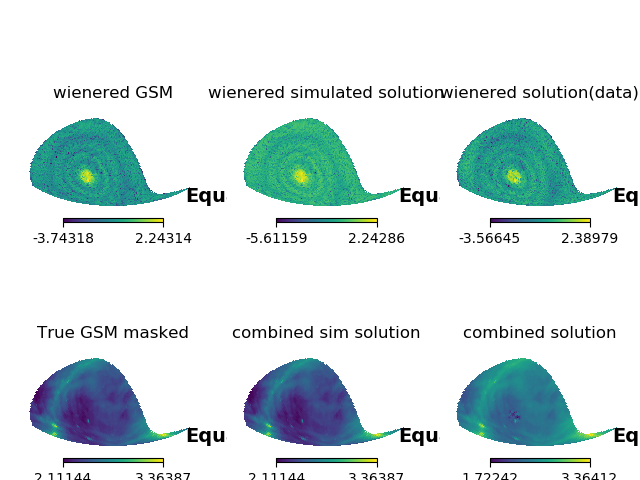 wienered GSM
wienered simulated solution
wienered solution(data)
Equ
Equ
Eq
-3.74318 2.24314
-5.61159 2.24286
-3.56645 2.38979
True GSM masked
combined sim solution
combined solution
Equ
Equ
Eq
2.11144 3.36387
2.11144 3.36387
1.72242 3.36412